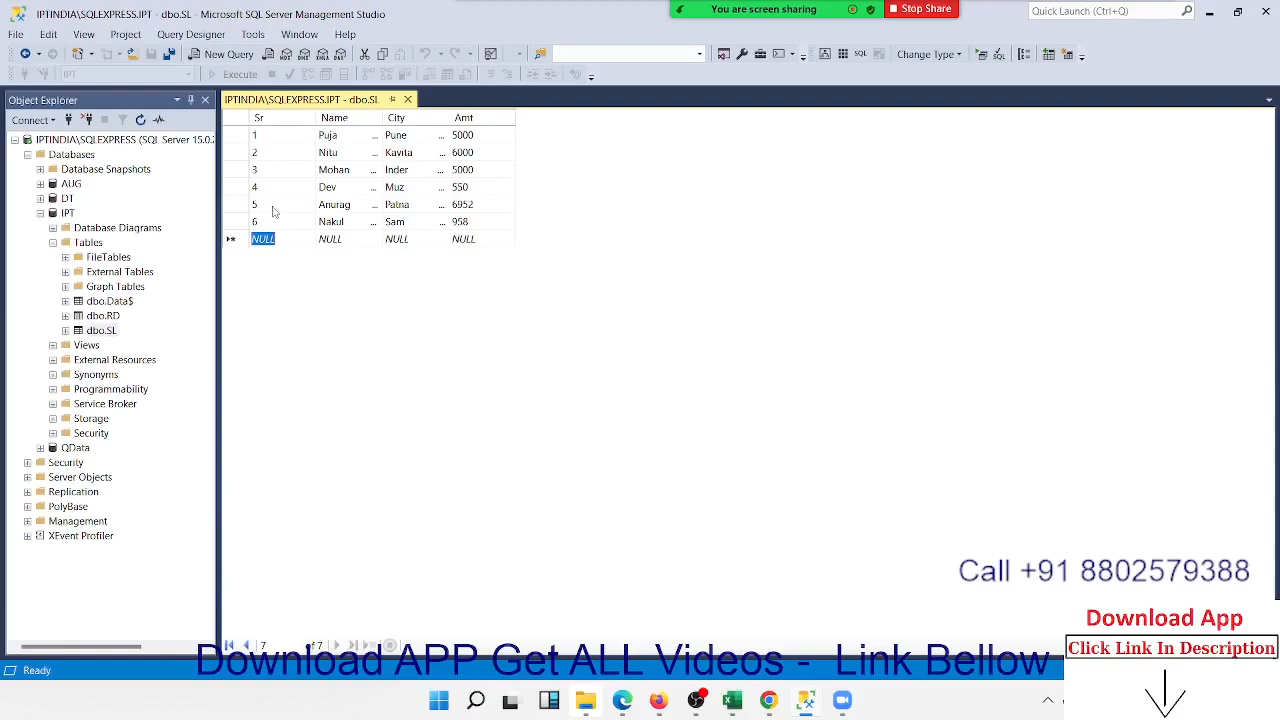 IPTINDIA\SQLEXPRESS.IPT - dbo.SL - Microsoft SQL Server Management Studio
You are screen sharing
Stop Share
Quick Launch (Ctrl+Q)
File Edit View Project Query Designer Tools Window Help
New Query
Change Type
IPT
Execute
Object Explorer
IPTINDIA\SQLEXPRESS.IPT - dbo.SL
Connect
IPTINDIA\SQLEXPRESS (SQL Server 15.0.2
Databases
Database Snapshots
AUG
DT
IPT
Database Diagrams
Tables
FileTables
External Tables
Graph Tables
dbo.Data$
dbo.RD
dbo.SL
Views
External Resources
Synonyms
Programmability
Service Broker
Storage
Security
QData
Security
Server Objects
Replication
PolyBase
Management
XEvent Profiler
Sr Name City Amt
1 Puja ... Pune ... 5000
2 Nitu ... Kavita ... 6000
3 Mohan ... Inder ... 5000
4 Dev ... Muz ... 550
5 Anurag ... Patna ... 6952
6 Nakul ... Sam ... 958
NULL NULL NULL NULL
Call +91 8802579388
Download App
Click Link In Description
7 of 7
Download APP Get ALL Videos - Link Bellow
Ready